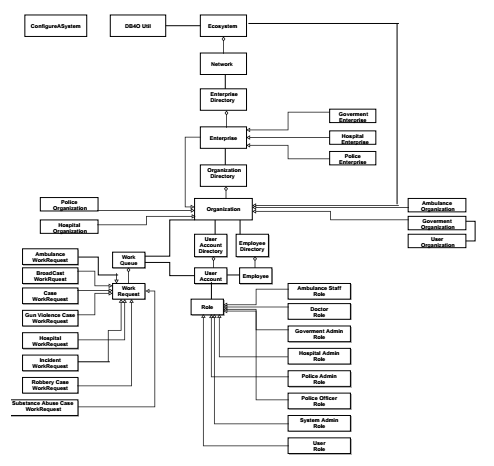 ConfigureASystem
DB4O Util
Ecosystem
Network
Enterprise
Directory
Enterprise
Goverment
Enterprise
Hospital
Enterprise
Police
Enterprise
Organization
Directory
Police
Organization
Hospital
Organization
Organization
Ambulance
Organization
Goverment
Organization
User
Organization
User
Account
Directory
Employee
Directory
Work
Queue
User
Account
Employee
Ambulance
WorkRequest
BroadCast
WorkRquest
Case
WorkRequest
Gun Violence Case
WorkRequest
Hospital
WorkRequest
Incident
WorkRequest
Robbery Case
WorkRequest
Substance Abuse Case
WorkRequest
Work
Request
Role
Ambulance Staff
Role
Doctor
Role
Goverment Admin
Role
Hospital Admin
Role
Police Admin
Role
Police Officer
Role
System Admin
Role
User
Role